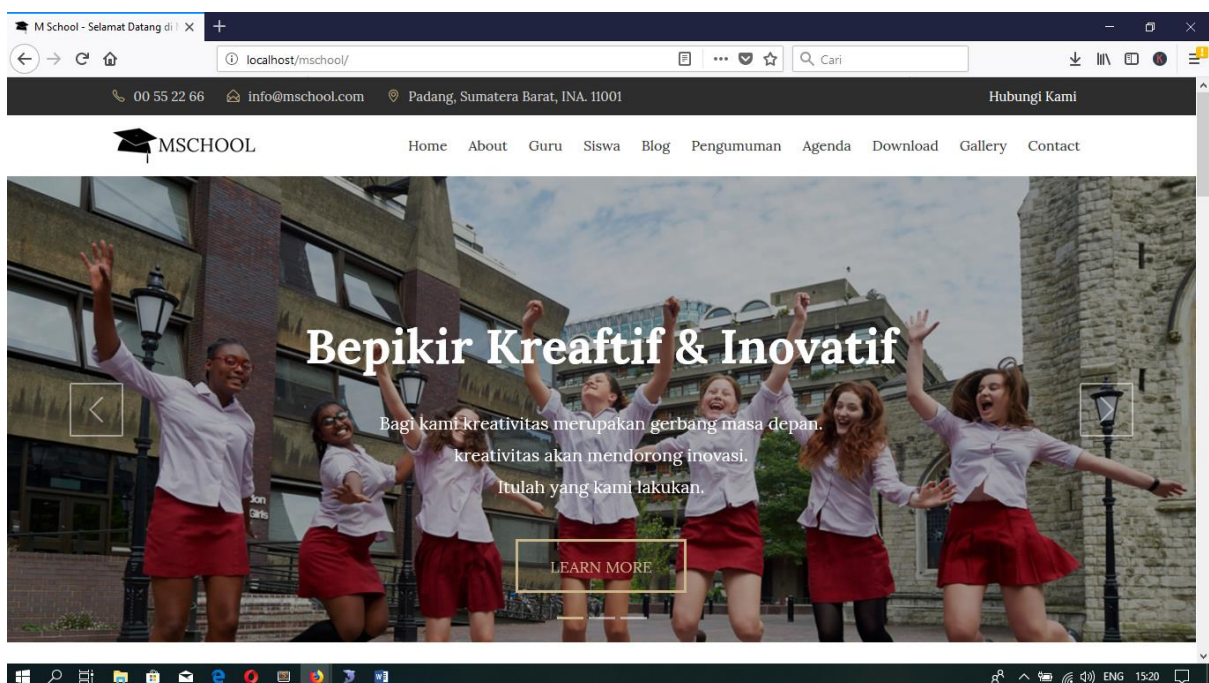 M School - Selamat Datang di
localhost/mschool/
Cari
00 55 22 66 info@mschool.com Padang, Sumatera Barat, INA. 11001 Hubungi Kami
MSCHOOL Home About Guru Siswa Blog Pengumuman Agenda Download Gallery Contact
Bepikir Kreaftif & Inovatif
Bagi kami kreativitas merupakan gerbang masa depan.
kreativitas akan mendorong inovasi.
Itulah yang kami lakukan.
Girls
LEARN MORE
ENG 15:20